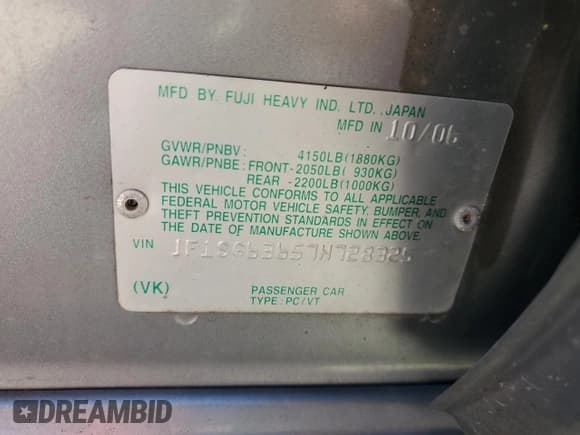 MFD BY FUJI HEAVY IND. LTD. JAPAN
MFD IN 10/06
GVWR/PNBV: 4150LB(1880KG)
GAWR/PNBE: FRONT-2050LB( 930KG)
REAR -2200LB(1000KG)
THIS VEHICLE CONFORMS TO ALL APPLICABLE
FEDERAL MOTOR VEHICLE SAFETY, BUMPER, AND
THEFT PREVENTION STANDARDS IN EFFECT ON
THE DATE OF MANUFACTURE SHOWN ABOVE.
VIN
(VK)
PASSENGER CAR
TYPE: PC/VT
DREAMBID